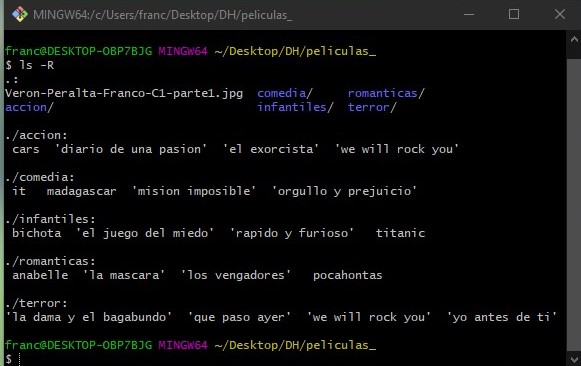 MINGW64:/c/Users/franc/Desktop/DH/peliculas_
franc@DESKTOP-OBP7BJG MINGW64 ~/Desktop/DH/peliculas_
$ ls -R
.:
Veron-Peralta-Franco-C1-parte1.jpg  comedia/    romanticas/
accion/                             infantiles/  terror/
./accion:
 cars  'diario de una pasion'  'el exorcista'  'we will rock you'
./comedia:
 it   madagascar  'mision imposible'  'orgullo y prejuicio'
./infantiles:
 bichota  'el juego del miedo'  'rapido y furioso'   titanic
./romanticas:
 anabelle  'la mascara'  'los vengadores'   pocahontas
./terror:
'la dama y el bagabundo'  'que paso ayer'  'we will rock you'  'yo antes de ti'
franc@DESKTOP-OBP7BJG MINGW64 ~/Desktop/DH/peliculas_
$